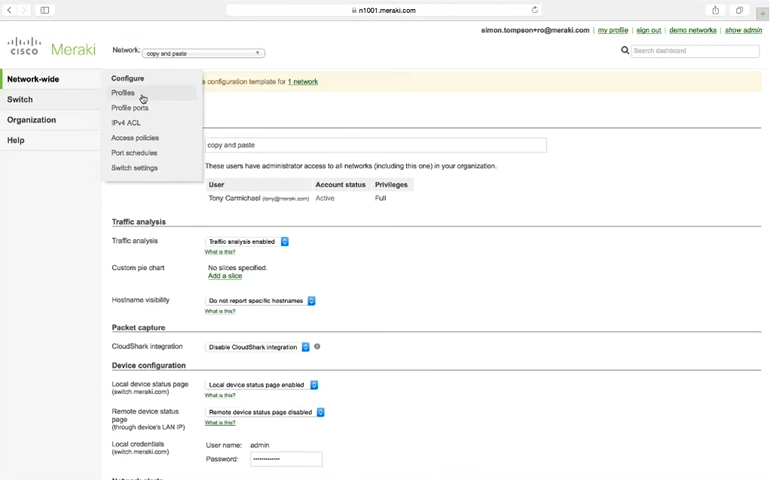 n1001.meraki.com
simon.tompson+ro@meraki.com | my profile | sign out | demo networks | show admin
CISCO Meraki
Network: copy and paste
Search dashboard
Network-wide
Switch
Organization
Help
Configure
Profiles
Profile ports
IPv4 ACL
Access policies
Port schedules
Switch settings
a configuration template for 1 network
copy and paste
These users have administrator access to all networks (including this one) in your organization.
User Account status Privileges
Tony Carmichael (tony@meraki.com) Active Full
Traffic analysis
Traffic analysis Traffic analysis enabled
What is this?
Custom pie chart No slices specified.
Add a slice
Hostname visibility Do not report specific hostnames
What is this?
Packet capture
CloudShark integration Disable CloudShark integration
Device configuration
Local device status page Local device status page enabled
(switch.meraki.com) What is this?
Remote device status Remote device status page disabled
page What is this?
(through device's LAN IP)
Local credentials User name: admin
(switch.meraki.com) Password:
Network alerts